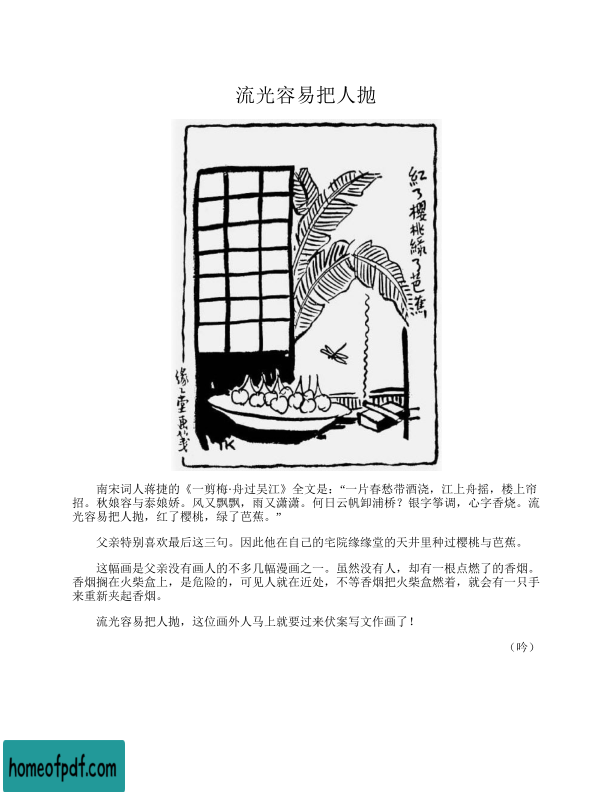 流光容易把人抛
紅了櫻桃綠了芭蕉
缘缘堂画笺
TK
南宋词人蒋捷的《一剪梅·舟过吴江》全文是：“一片春愁带酒浇，江上舟摇，楼上帘
招。秋娘容与泰娘娇。风又飘飘，雨又潇潇。何日云帆卸浦桥？银字筝调，心字香烧。流
光容易把人抛，红了樱桃，绿了芭蕉。”
父亲特别喜欢最后这三句。因此他在自己的宅院缘缘堂的天井里种过樱桃与芭蕉。
这幅画是父亲没有画人的不多几幅漫画之一。虽然没有人，却有一根点燃了的香烟。
香烟搁在火柴盒上，是危险的，可见人就在近处，不等香烟把火柴盒燃着，就会有一只手
来重新夹起香烟。
流光容易把人抛，这位画外人马上就要过来伏案写文作画了！
（吟）
homeofpdf.com